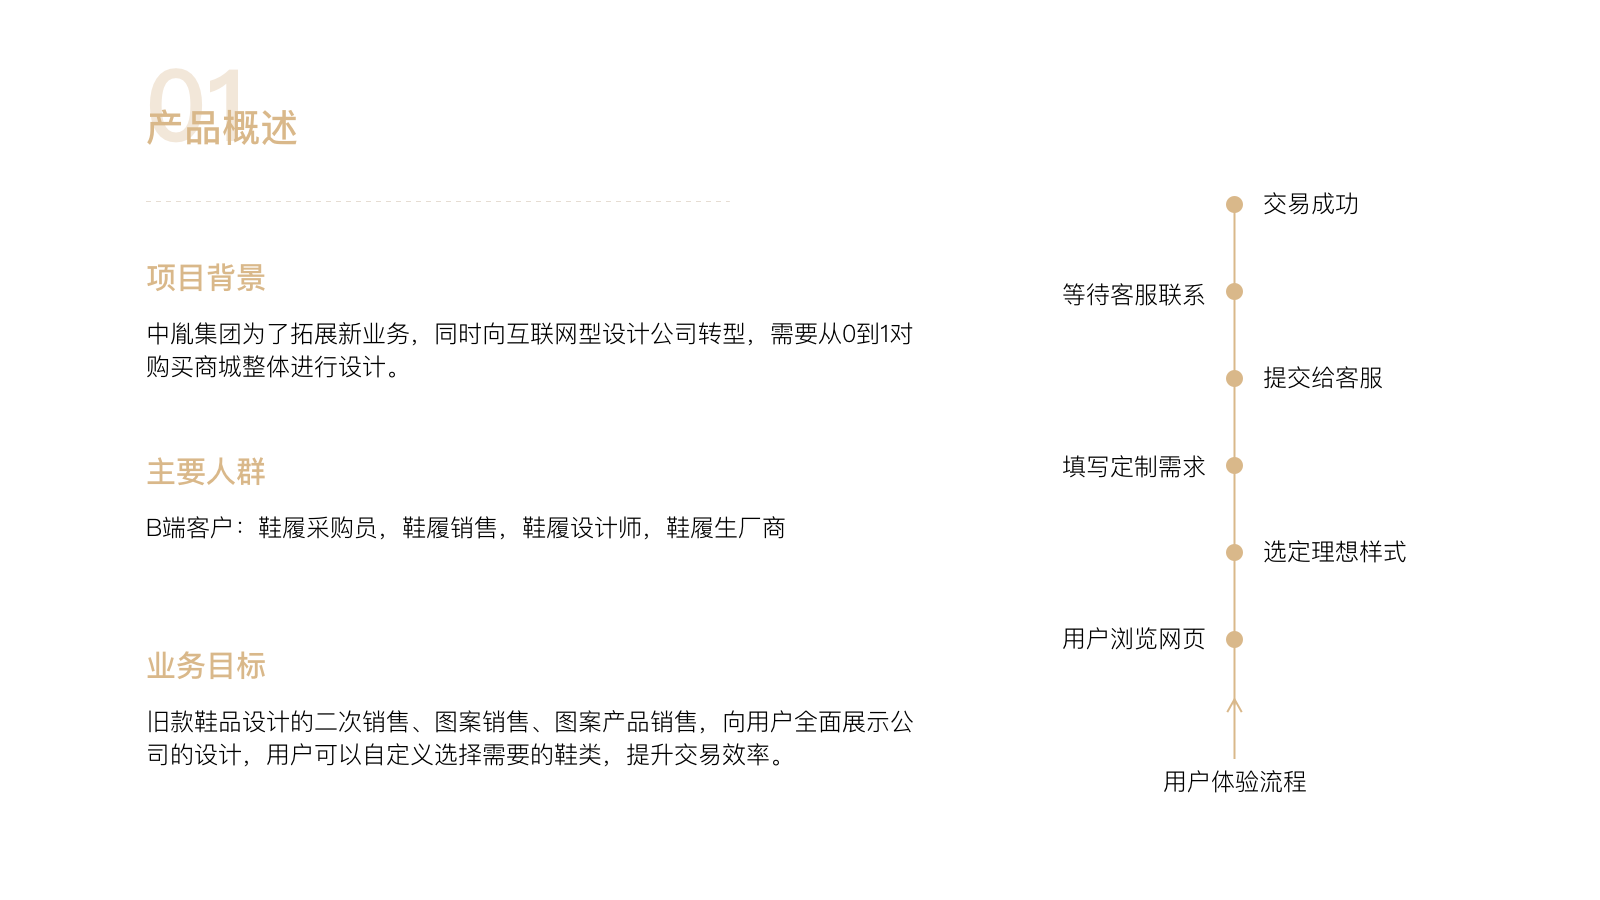 01
产品概述
项目背景
中胤集团为了拓展新业务，同时向互联网型设计公司转型，需要从0到1对
购买商城整体进行设计。
主要人群
B端客户：鞋履采购员，鞋履销售，鞋履设计师，鞋履生厂商
业务目标
旧款鞋品设计的二次销售、图案销售、图案产品销售，向用户全面展示公
司的设计，用户可以自定义选择需要的鞋类，提升交易效率。
交易成功
等待客服联系
提交给客服
填写定制需求
选定理想样式
用户浏览网页
用户体验流程